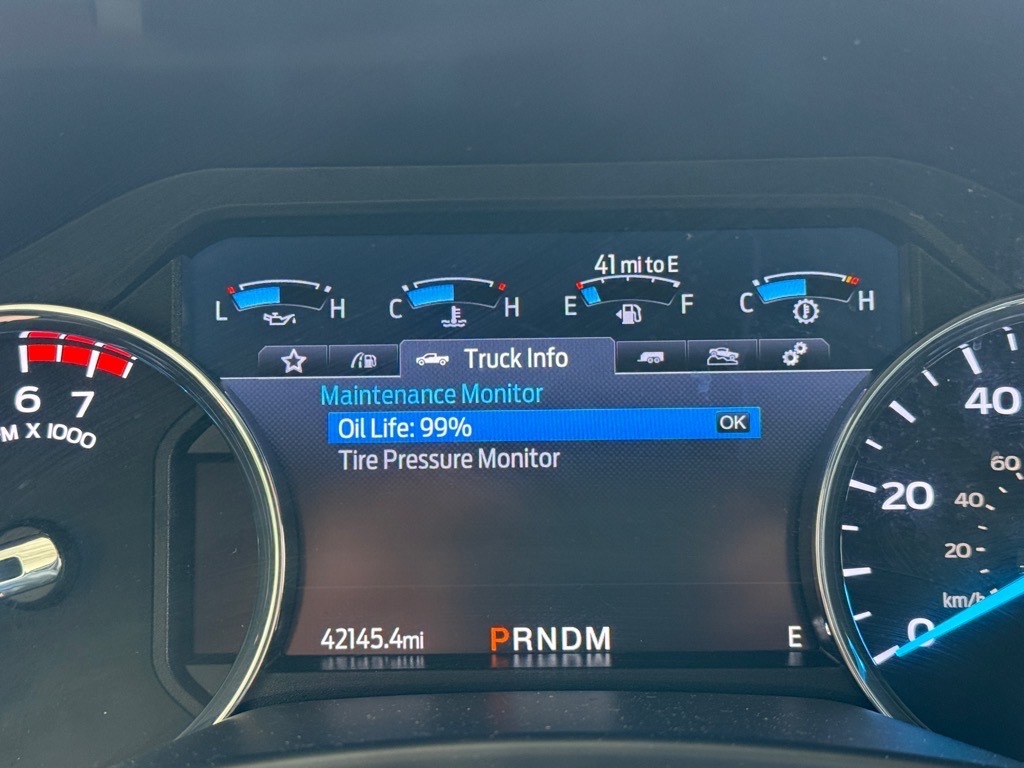 41 mi to E
L H
C H
E F
C H
Truck Info
Maintenance Monitor
Oil Life: 99% OK
Tire Pressure Monitor
42145.4mi PRNDM E
6 7
M X 1000
40
60
20 40
20
km/h
0